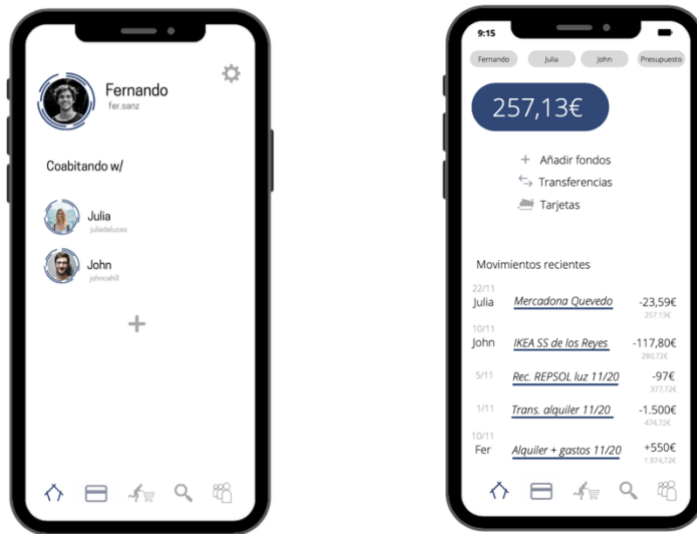 Fernando
fer.sanz
Coabitando w/
Julia
juliadelucas
John
johncahill
9:15
Fernando Julia John Presupuesto
257,13€
Añadir fondos
Transferencias
Tarjetas
Movimientos recientes
22/11
Julia Mercadona Quevedo -23,59€
257.13€
10/11
John IKEA SS de los Reyes -117,80€
280,72€
5/11 Rec. REPSOL luz 11/20 -97€
377,72€
1/11 Trans. alquiler 11/20 -1.500€
474,72€
10/11
Fer Alquiler + gastos 11/20 +550€
1.974,72€